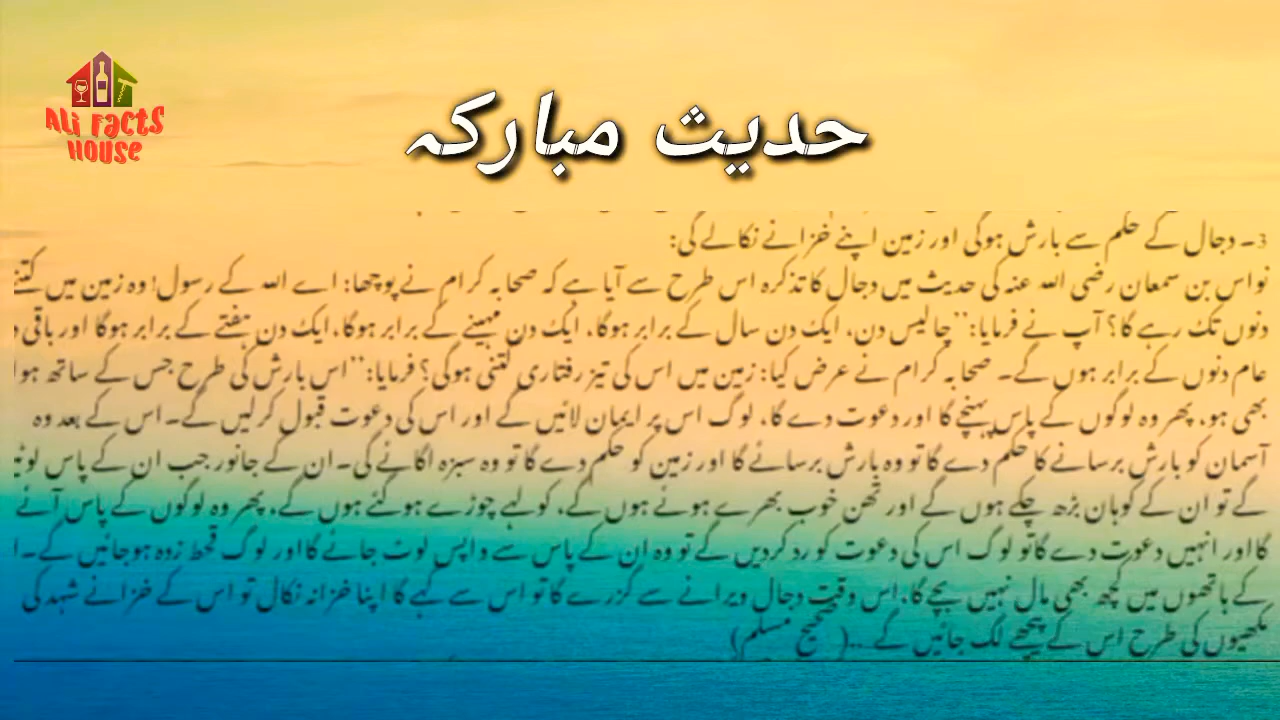 ALi FACTS
HOUSE
حدیث مبارکہ
3۔ دجال کے حکم سے بارش ہوگی اور زمین اپنے خزانے نکالے گی:
نواس بن سمعان رضی اللہ عنہ کی حدیث میں دجال کا تذکرہ اس طرح سے آیا ہے کہ صحابہ کرام نے پوچھا: اے اللہ کے رسول! وہ زمین میں کتنے
دنوں تک رہے گا؟ آپ نے فرمایا: ’’چالیس دن، ایک دن سال کے برابر ہوگا، ایک دن مہینے کے برابر ہوگا، ایک دن ہفتے کے برابر ہوگا اور باقی
عام دنوں کے برابر ہوں گے۔ صحابہ کرام نے عرض کیا: زمین میں اس کی تیز رفتاری کتنی ہوگی؟ فرمایا: ’’اس بارش کی طرح جس کے ساتھ ہوا
بھی ہو، پھر وہ لوگوں کے پاس پہنچے گا اور دعوت دے گا، لوگ اس پر ایمان لائیں گے اور اس کی دعوت قبول کرلیں گے۔ اس کے بعد وہ
آسمان کو بارش برسانے کا حکم دے گا تو وہ بارش برسائے گا اور زمین کو حکم دے گا تو وہ سبزہ اگائے گی۔ ان کے جانور جب ان کے پاس
گے تو ان کے کوہان بڑھ چکے ہوں گے اور تھن خوب بھرے ہوئے ہوں گے، کولہے چوڑے ہوگئے ہوں گے، پھر وہ لوگوں کے پاس آئے
گا اور انہیں دعوت دے گا تو لوگ اس کی دعوت کو رد کردیں گے تو وہ ان کے پاس سے واپس لوٹ جائے گا اور لوگ قحط زدہ ہوجائیں گے۔
کے ہاتھوں میں کچھ بھی مال نہیں بچے گا، اس وقت دجال ویرانے سے گزرے گا تو اس سے کہے گا اپنا خزانہ نکال تو اس کے خزانے شہد کی
مکھیوں کی طرح اس کے پیچھے لگ جائیں گے ...(صحیح مسلم)